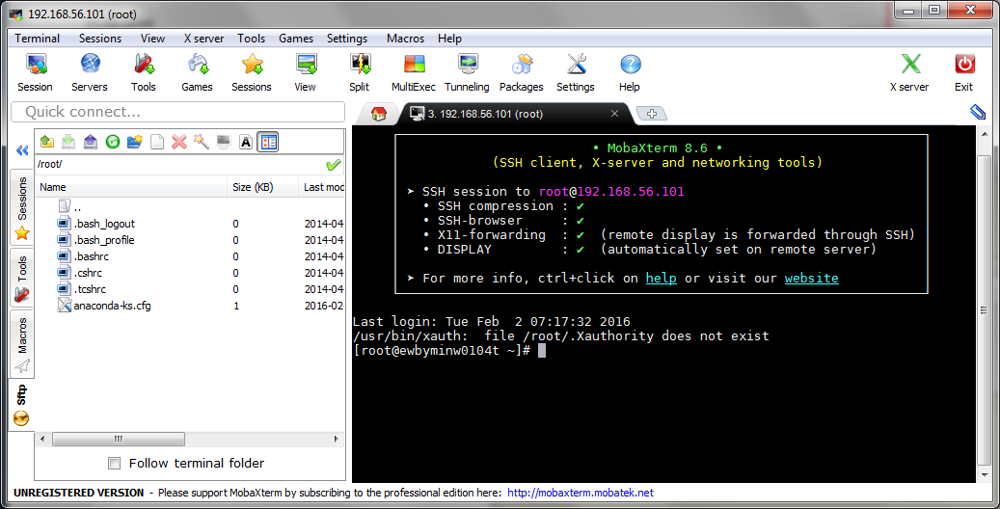 192.168.56.101 (root)
Terminal Sessions View X server Tools Games Settings Macros Help
Session Servers Tools Games Sessions View Split MultiExec Tunneling Packages Settings Help X server Exit
Quick connect...
3. 192.168.56.101 (root)
/root/
Name Size (KB) Last mod
..
.bash_logout 0 2014-04
.bash_profile 0 2014-04
.bashrc 0 2014-04
.cshrc 0 2014-04
.tcshrc 0 2014-04
anaconda-ks.cfg 1 2016-02
Sessions
Tools
Macros
Sftp
Follow terminal folder
• MobaXterm 8.6 •
(SSH client, X-server and networking tools)
➤ SSH session to root@192.168.56.101
• SSH compression : ✔
• SSH-browser : ✔
• X11-forwarding : ✔ (remote display is forwarded through SSH)
• DISPLAY : ✔ (automatically set on remote server)
➤ For more info, ctrl+click on help or visit our website
Last login: Tue Feb 2 07:17:32 2016
/usr/bin/xauth: file /root/.Xauthority does not exist
[root@ewbyminw0104t ~]#
UNREGISTERED VERSION - Please support MobaXterm by subscribing to the professional edition here: http://mobaxterm.mobatek.net